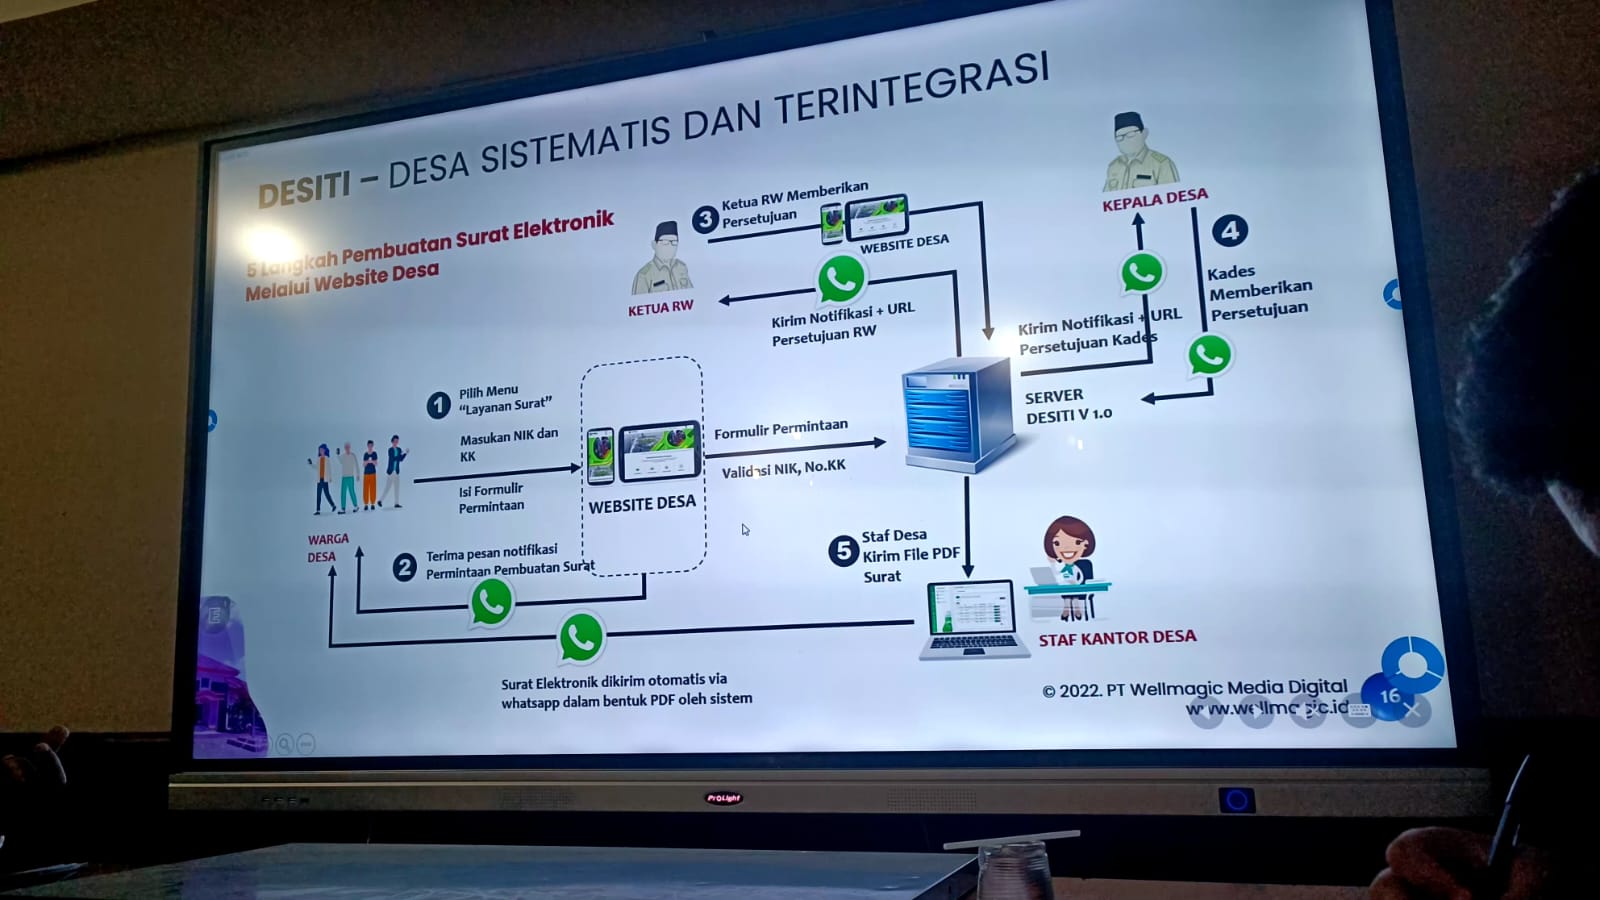 DESITI – DESA SISTEMATIS DAN TERINTEGRASI
5 Langkah Pembuatan Surat Elektronik
Melalui Website Desa
3
Ketua RW Memberikan
Persetujuan
WEBSITE DESA
KETUA RW
Kirim Notifikasi + URL
Persetujuan RW
KEPALA DESA
4
Kades
Memberikan
Persetujuan
Kirim Notifikasi + URL
Persetujuan Kades
SERVER
DESITI V 1.0
1
Pilih Menu
“Layanan Surat”
Masukan NIK dan
KK
Isi Formulir
Permintaan
WARGA
DESA
WEBSITE DESA
Formulir Permintaan
Validasi NIK, No.KK
2
Terima pesan notifikasi
Permintaan Pembuatan Surat
5
Staf Desa
Kirim File PDF
Surat
STAF KANTOR DESA
Surat Elektronik dikirim otomatis via
whatsapp dalam bentuk PDF oleh sistem
© 2022. PT Wellmagic Media Digital
www.wellmagic.id
16
ProLight